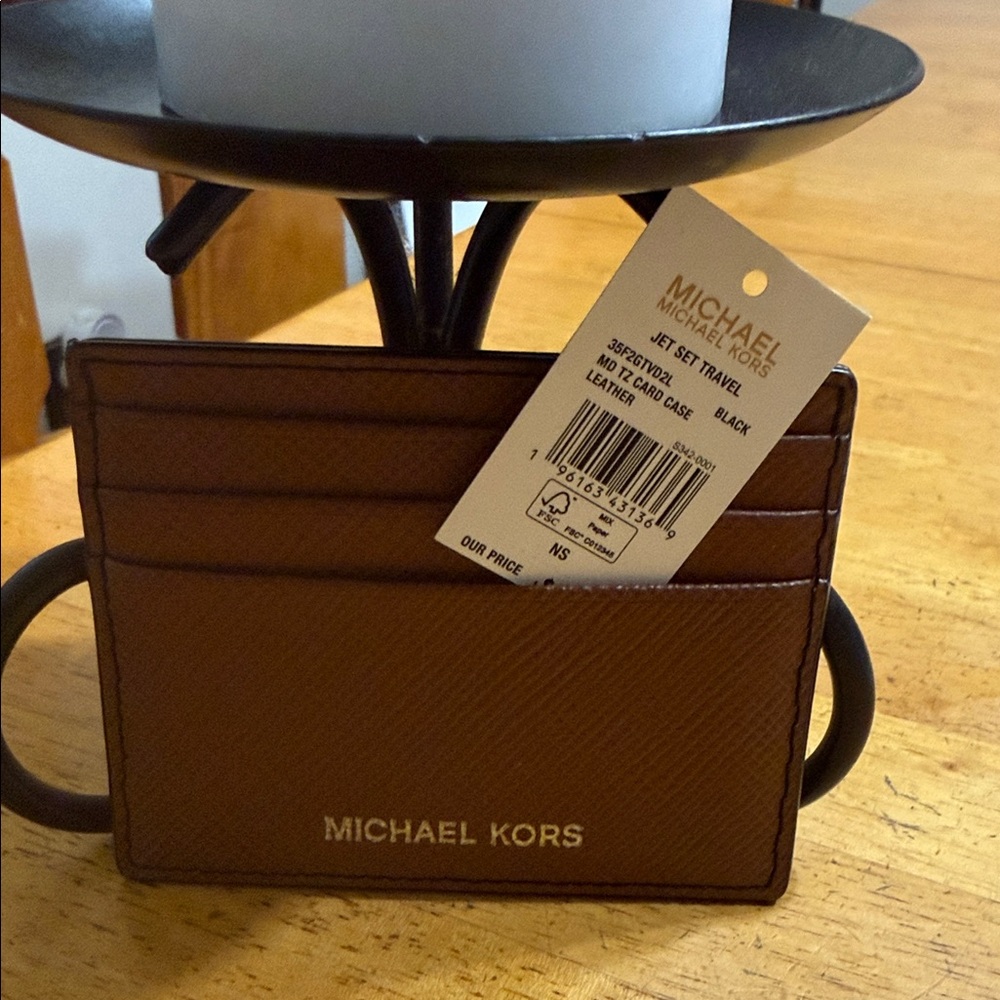 MICHAEL
MICHAEL KORS
JET SET TRAVEL
35F2GTVD2L
MD TZ CARD CASE BLACK
LEATHER
S342-0001
1 96163 43136 9
FSC
MIX
Paper
FSC® C012345
NS
OUR PRICE
MICHAEL KORS